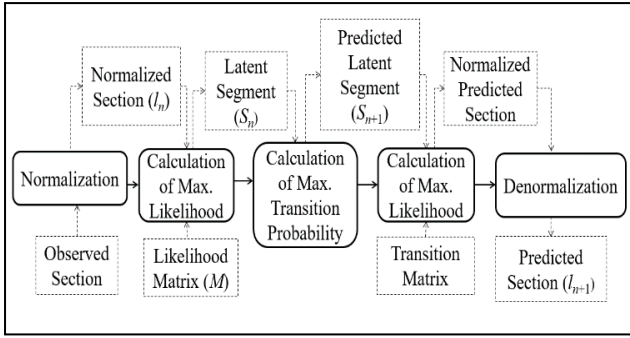 Normalized
Section (lₙ)
Latent
Segment
(Sₙ)
Predicted
Latent
Segment
(Sₙ₊₁)
Normalized
Predicted
Section
Normalization
Calculation
of Max.
Likelihood
Calculation
of Max.
Transition
Probability
Calculation
of Max.
Likelihood
Denormalization
Observed
Section
Likelihood
Matrix (M)
Transition
Matrix
Predicted
Section (lₙ₊₁)